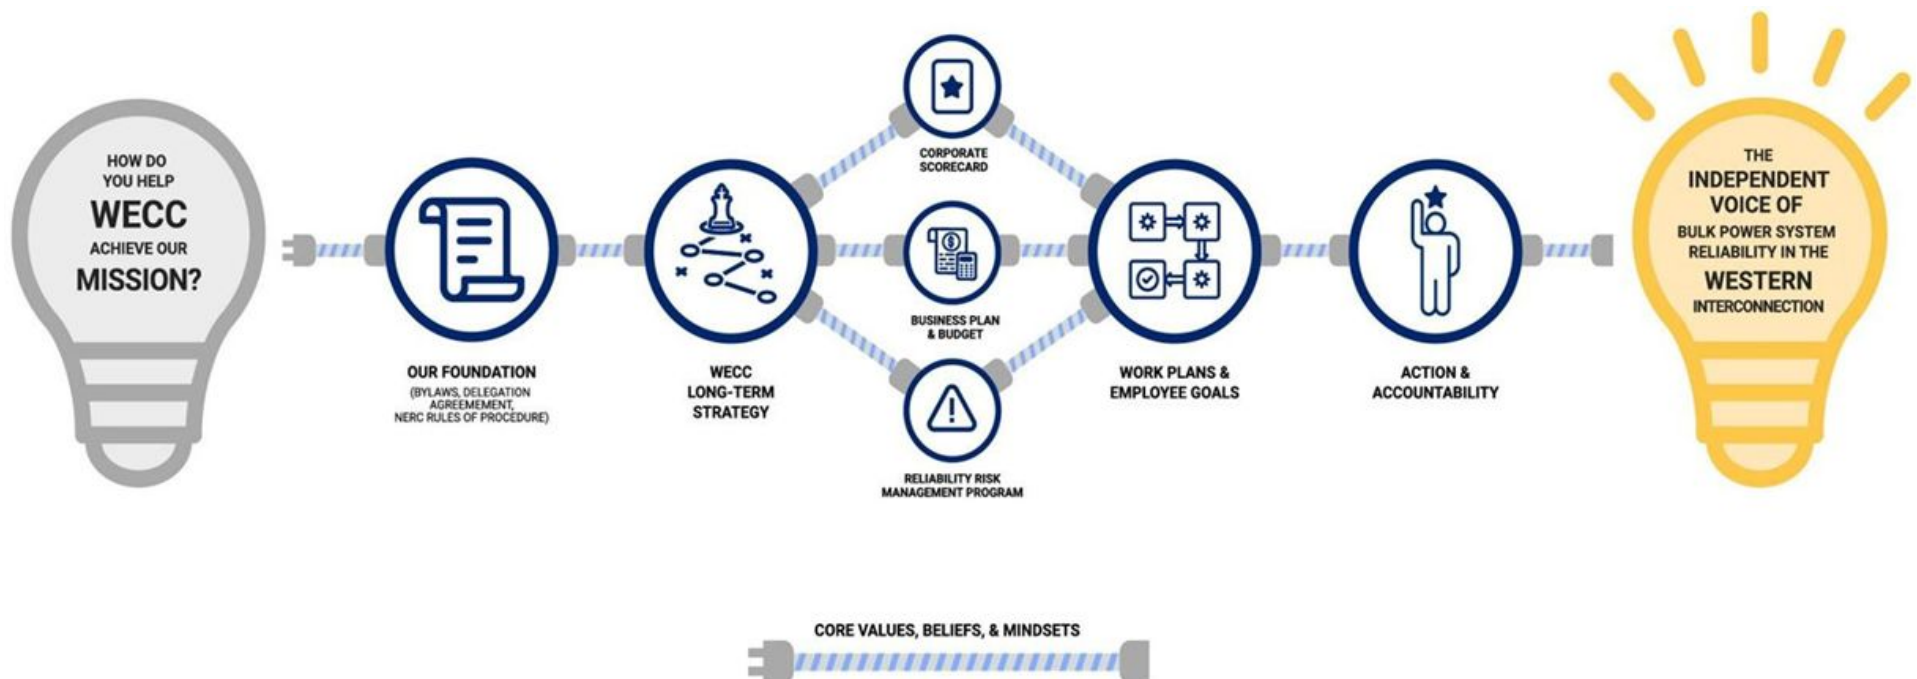 HOW DO
YOU HELP
WECC
ACHIEVE OUR
MISSION?
OUR FOUNDATION
(BYLAWS, DELEGATION
AGREEMEMENT,
NERC RULES OF PROCEDURE)
WECC
LONG-TERM
STRATEGY
CORPORATE
SCORECARD
$
BUSINESS PLAN
& BUDGET
!
RELIABILITY RISK
MANAGEMENT PROGRAM
WORK PLANS &
EMPLOYEE GOALS
ACTION &
ACCOUNTABILITY
THE
INDEPENDENT
VOICE OF
BULK POWER SYSTEM
RELIABILITY IN THE
WESTERN
INTERCONNECTION
CORE VALUES, BELIEFS, & MINDSETS